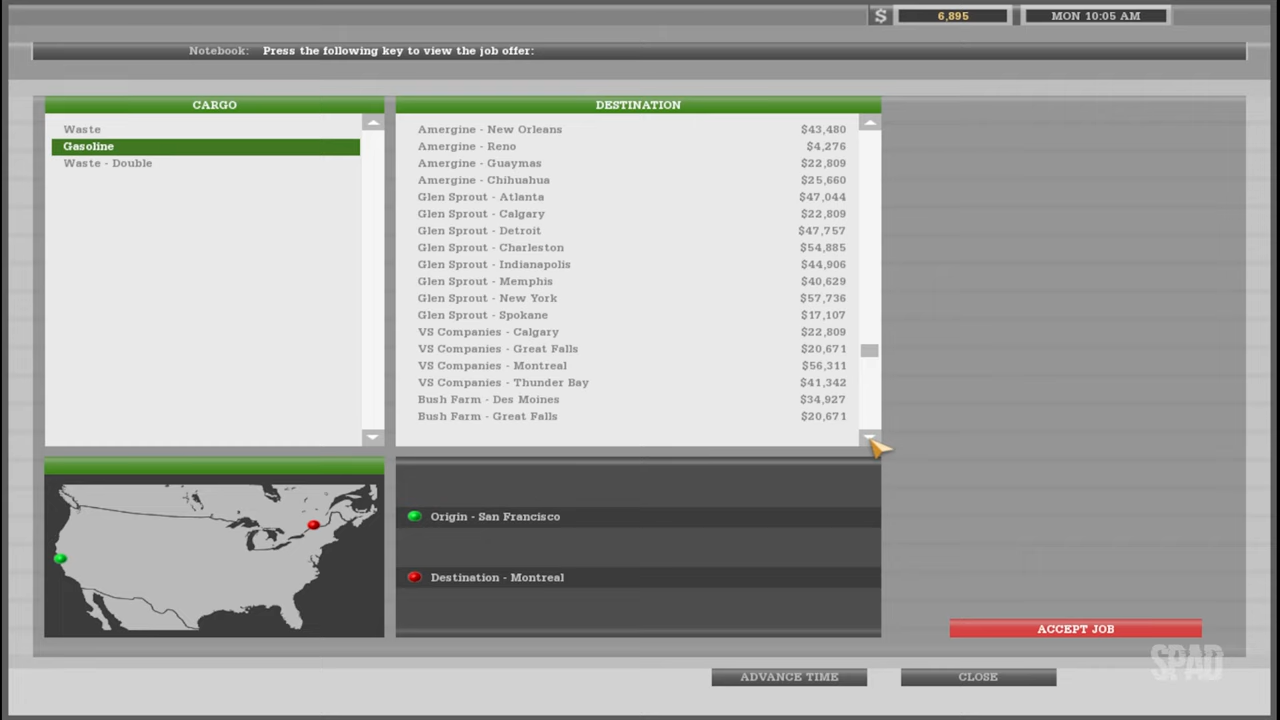 $ 6,895 MON 10:05 AM
Notebook: Press the following key to view the job offer:
CARGO
Waste
Gasoline
Waste - Double
DESTINATION
Amergine - New Orleans $43,480
Amergine - Reno $4,276
Amergine - Guaymas $22,809
Amergine - Chihuahua $25,660
Glen Sprout - Atlanta $47,044
Glen Sprout - Calgary $22,809
Glen Sprout - Detroit $47,757
Glen Sprout - Charleston $54,885
Glen Sprout - Indianapolis $44,906
Glen Sprout - Memphis $40,629
Glen Sprout - New York $57,736
Glen Sprout - Spokane $17,107
VS Companies - Calgary $22,809
VS Companies - Great Falls $20,671
VS Companies - Montreal $56,311
VS Companies - Thunder Bay $41,342
Bush Farm - Des Moines $34,927
Bush Farm - Great Falls $20,671
Origin - San Francisco
Destination - Montreal
ACCEPT JOB
SPAD
ADVANCE TIME CLOSE